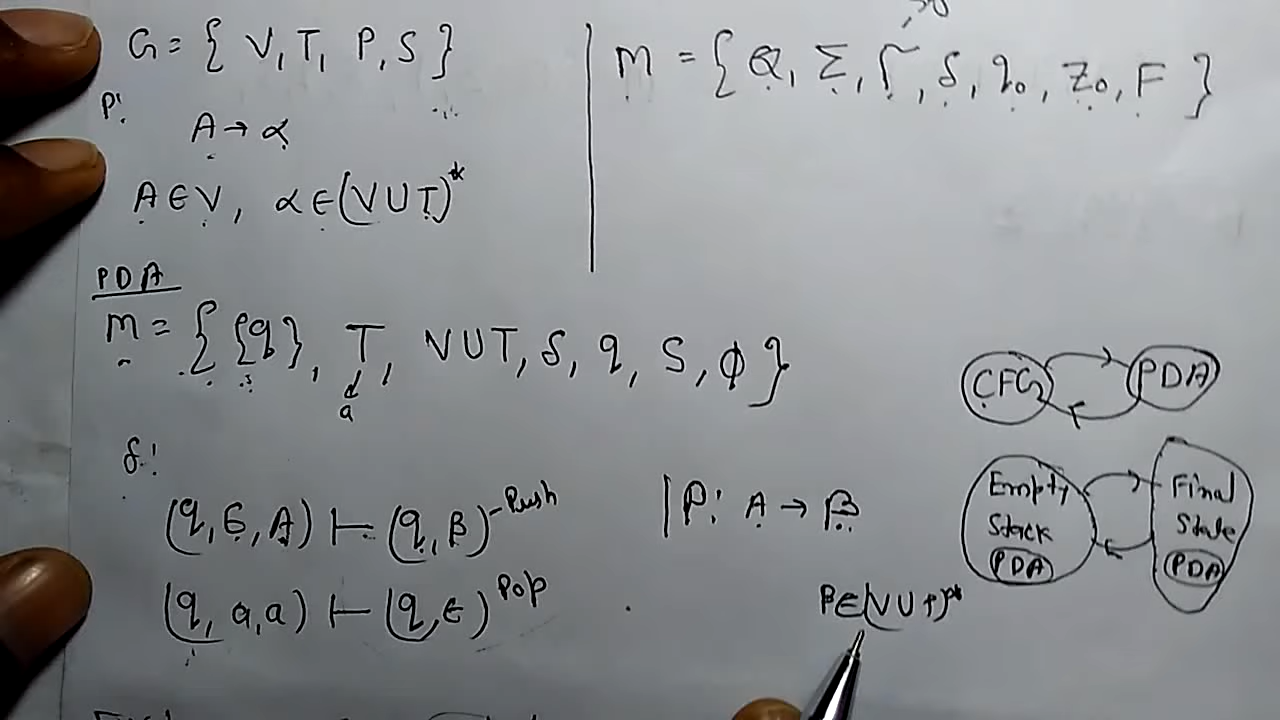 G = { V, T, P, S }
M = { Q, Σ, Γ, δ, q₀, Z₀, F }
P:
A → α
A ∈ V, α ∈ (V U T)*
PDA
M = { {q}, T, V U T, δ, q, S, ϕ }
a
CFG
PDA
δ:
(q, ε, A) ⊢ (q, β) - Push
P: A → β
(q, a, a) ⊢ (q, ε) Pop
β ∈ (V U T)*
Empty
Stack
PDA
Final
State
PDA